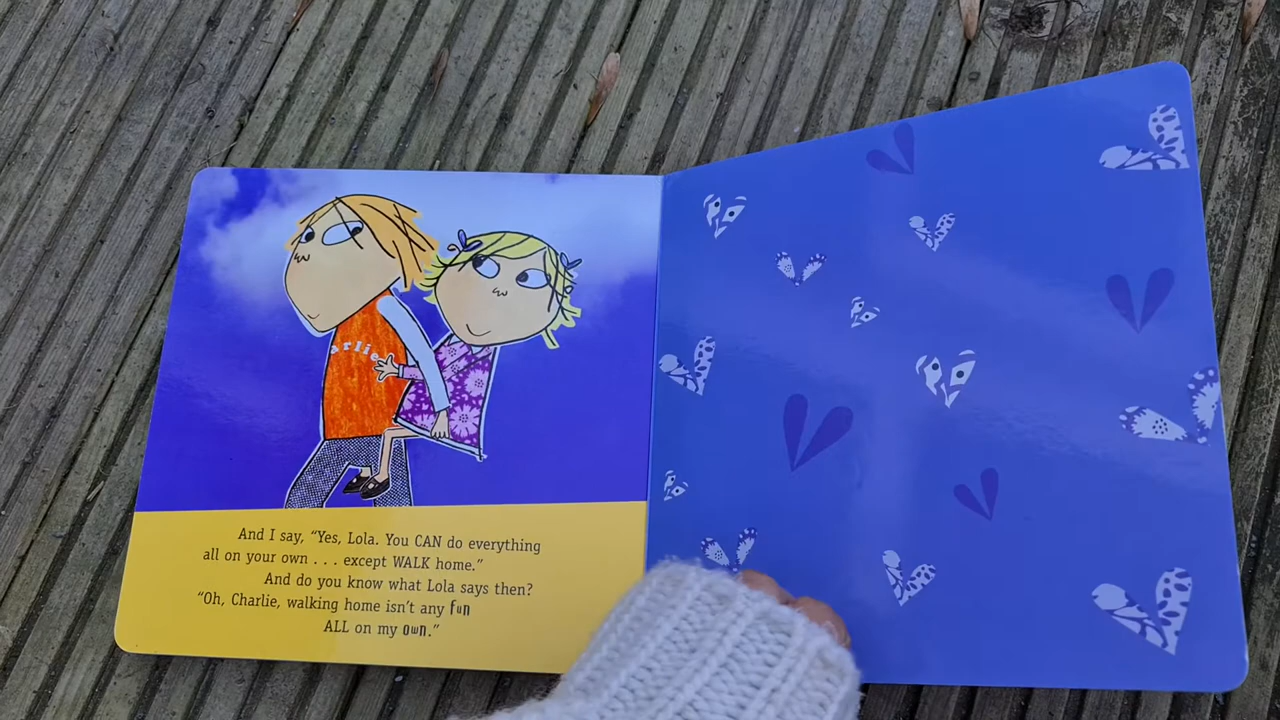 arlie
And I say, “Yes, Lola. You CAN do everything
all on your own . . . except WALK home.”
And do you know what Lola says then?
“Oh, Charlie, walking home isn’t any fun
ALL on my own.”